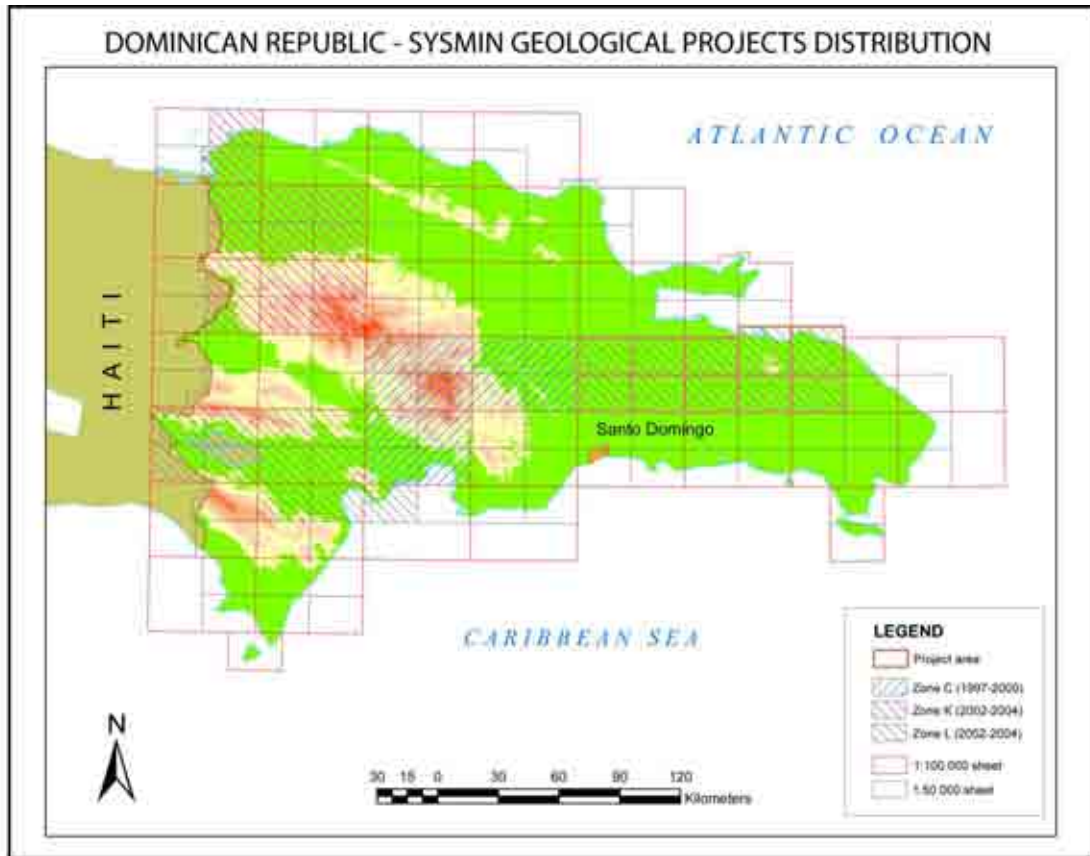 DOMINICAN REPUBLIC - SYSMIN GEOLOGICAL PROJECTS DISTRIBUTION
ATLANTIC OCEAN
HAITI
Santo Domingo
CARIBBEAN SEA
LEGEND
Project area
Zone C (1997-2000)
Zone K (2002-2004)
Zone L (2002-2004)
1:100 000 sheet
1:50 000 sheet
N
30 15 0 30 60 90 120
Kilometers